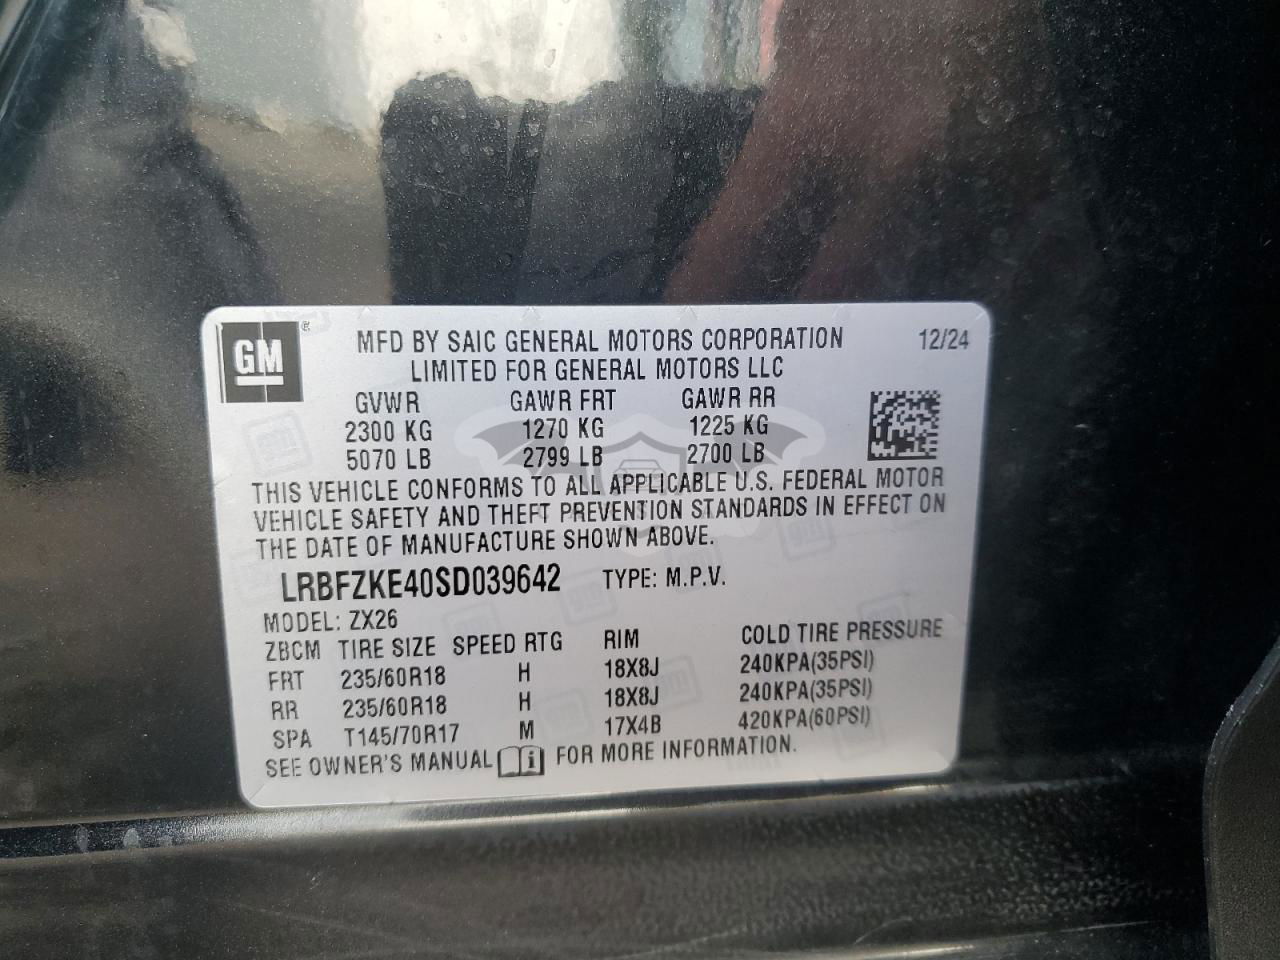 GM ® MFD BY SAIC GENERAL MOTORS CORPORATION 12/24
LIMITED FOR GENERAL MOTORS LLC
GVWR GAWR FRT GAWR RR
2300 KG 1270 KG 1225 KG
5070 LB 2799 LB 2700 LB
THIS VEHICLE CONFORMS TO ALL APPLICABLE U.S. FEDERAL MOTOR
VEHICLE SAFETY AND THEFT PREVENTION STANDARDS IN EFFECT ON
THE DATE OF MANUFACTURE SHOWN ABOVE.
LRBFZKE40SD039642 TYPE: M.P.V.
MODEL: ZX26
ZBCM TIRE SIZE SPEED RTG RIM COLD TIRE PRESSURE
FRT 235/60R18 H 18X8J 240KPA(35PSI)
RR 235/60R18 H 18X8J 240KPA(35PSI)
SPA T145/70R17 M 17X4B 420KPA(60PSI)
SEE OWNER'S MANUAL i FOR MORE INFORMATION.